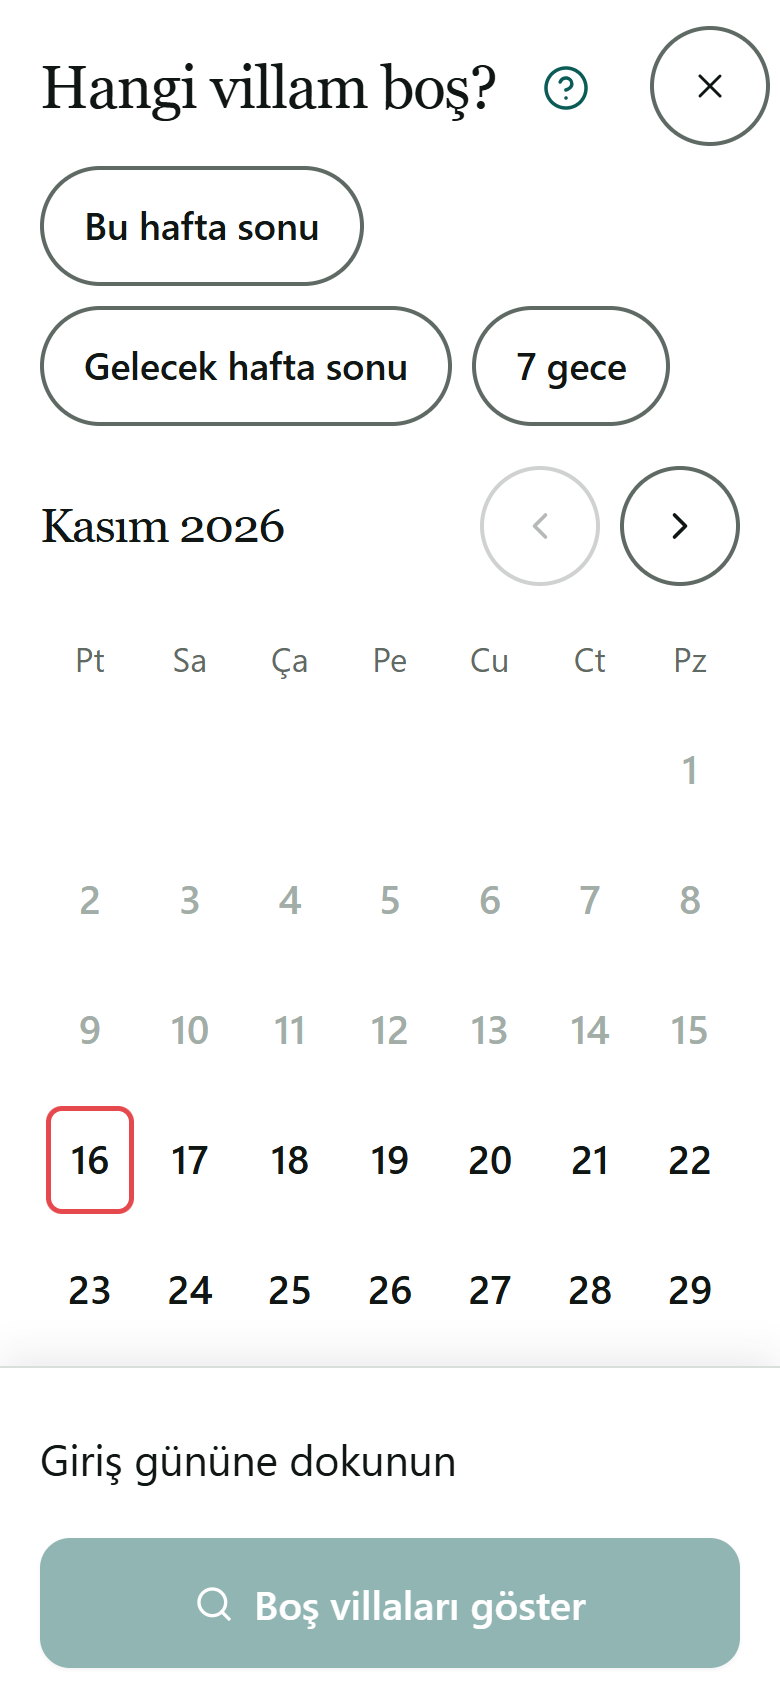 Hangi villam boş? ?
Bu hafta sonu
Gelecek hafta sonu 7 gece
Kasım 2026
Pt Sa Ça Pe Cu Ct Pz
1
2 3 4 5 6 7 8
9 10 11 12 13 14 15
16 17 18 19 20 21 22
23 24 25 26 27 28 29
Giriş gününe dokunun
Boş villaları göster